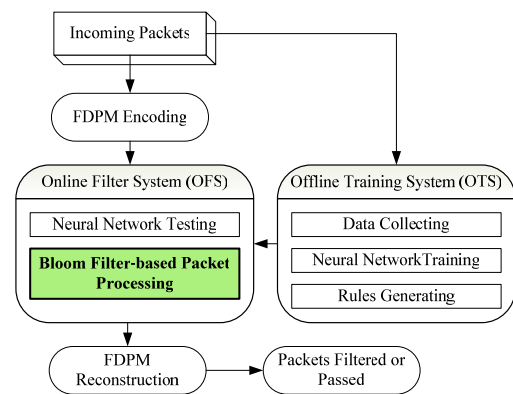 Incoming Packets
FDPM Encoding
Online Filter System (OFS)
Neural Network Testing
Bloom Filter-based Packet
Processing
Offline Training System (OTS)
Data Collecting
Neural NetworkTraining
Rules Generating
FDPM
Reconstruction
Packets Filtered or
Passed